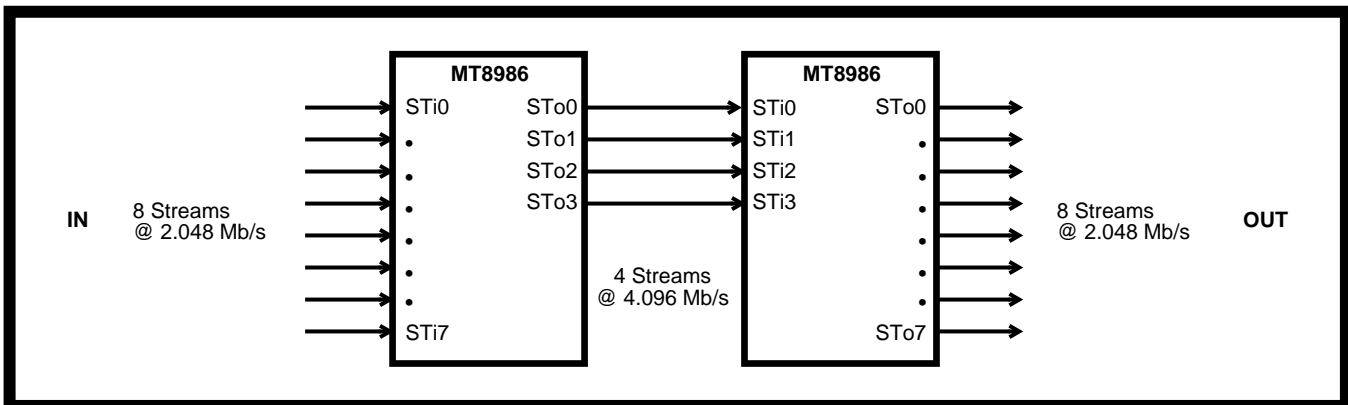 IN
8 Streams
@ 2.048 Mb/s
MT8986
STi0
STi7
STo0
STo1
STo2
STo3
4 Streams
@ 4.096 Mb/s
MT8986
STi0
STi1
STi2
STi3
STo0
STo7
8 Streams
@ 2.048 Mb/s
OUT